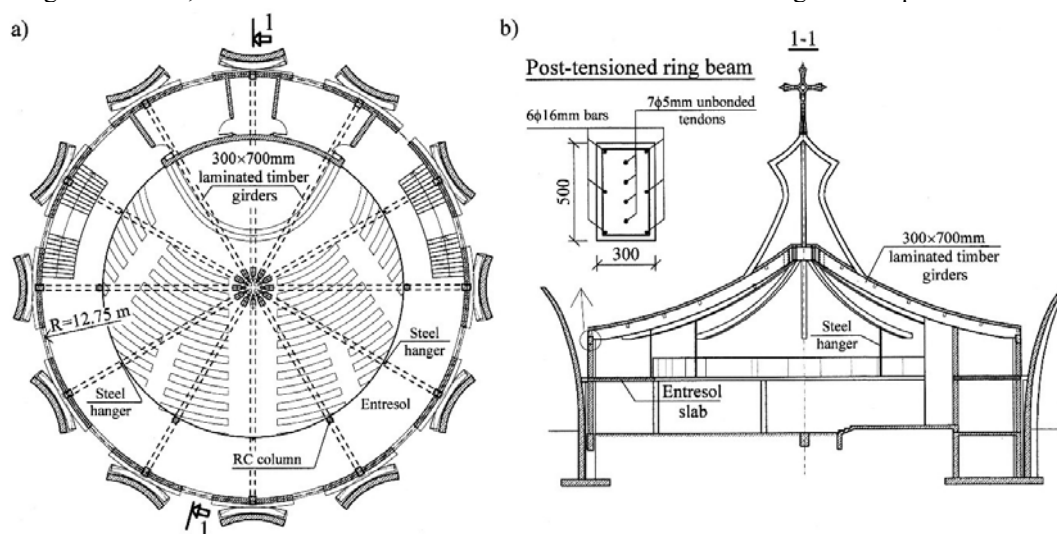 a)
1
300×700mm
laminated timber
girders
R=12.75 m
Steel
hanger
Steel
hanger
Entresol
RC column
1
b)
1-1
Post-tensioned ring beam
6ϕ16mm bars
7ϕ5mm unbonded
tendons
500
300
300×700mm
laminated timber
girders
Steel
hanger
Entresol
slab